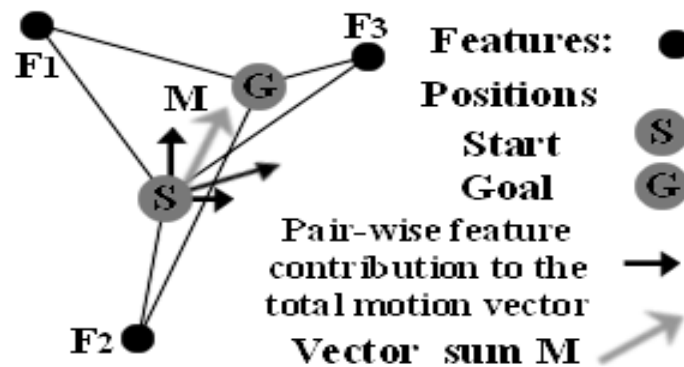 F1
F3
G
M
S
F2
Features:
Positions
Start S
Goal G
Pair-wise feature
contribution to the
total motion vector
Vector sum M